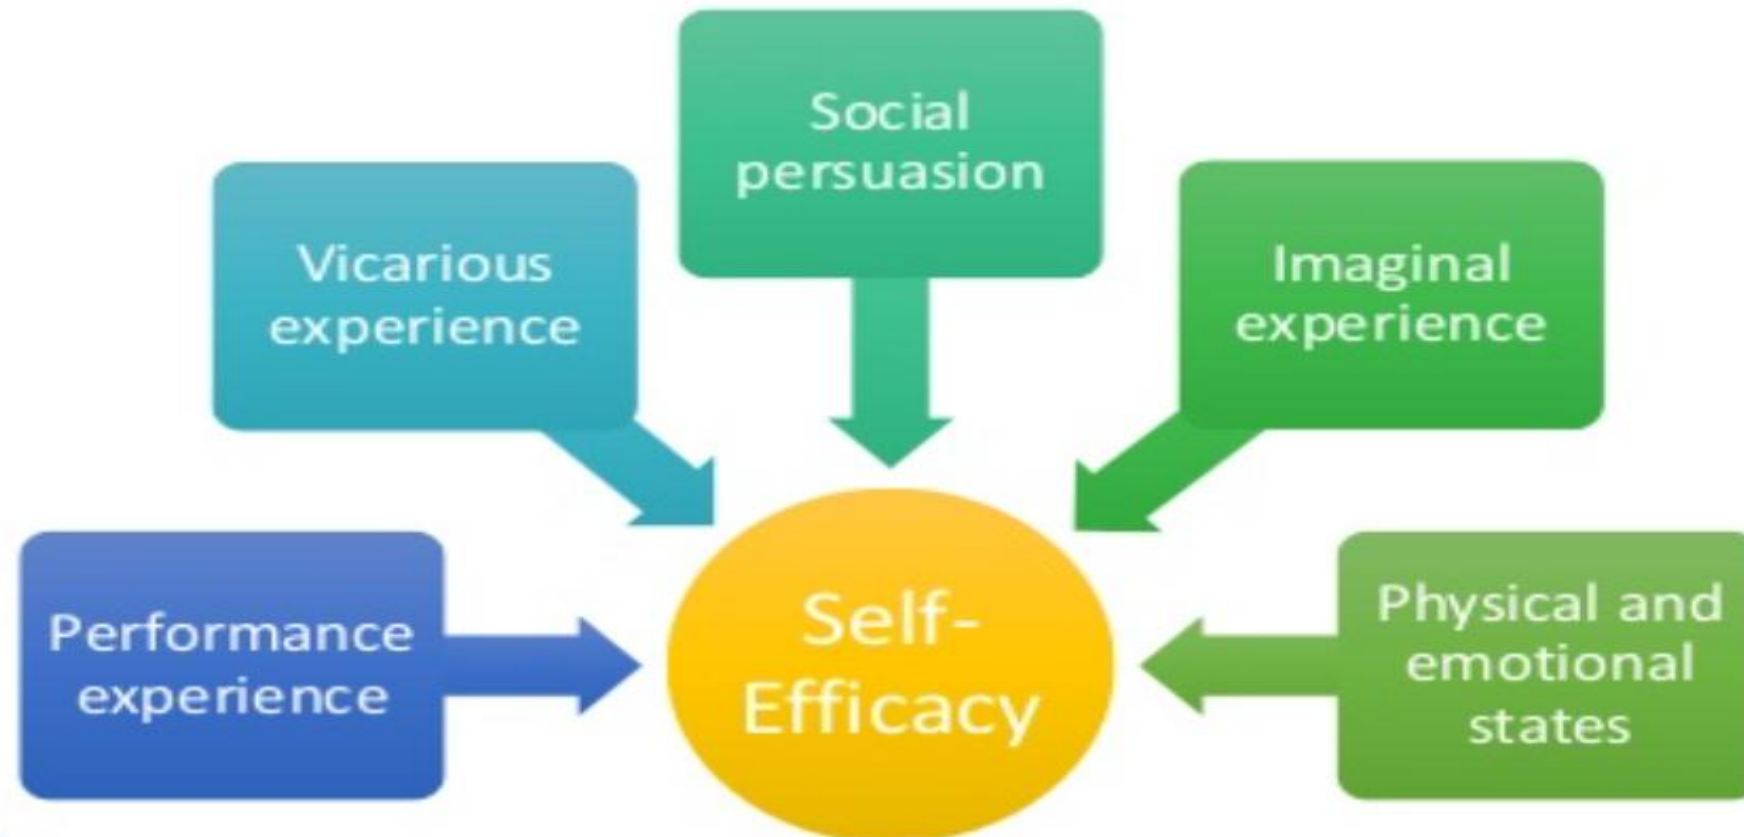 Social
persuasion
Vicarious
experience
Imaginal
experience
Performance
experience
Self-
Efficacy
Physical and
emotional
states